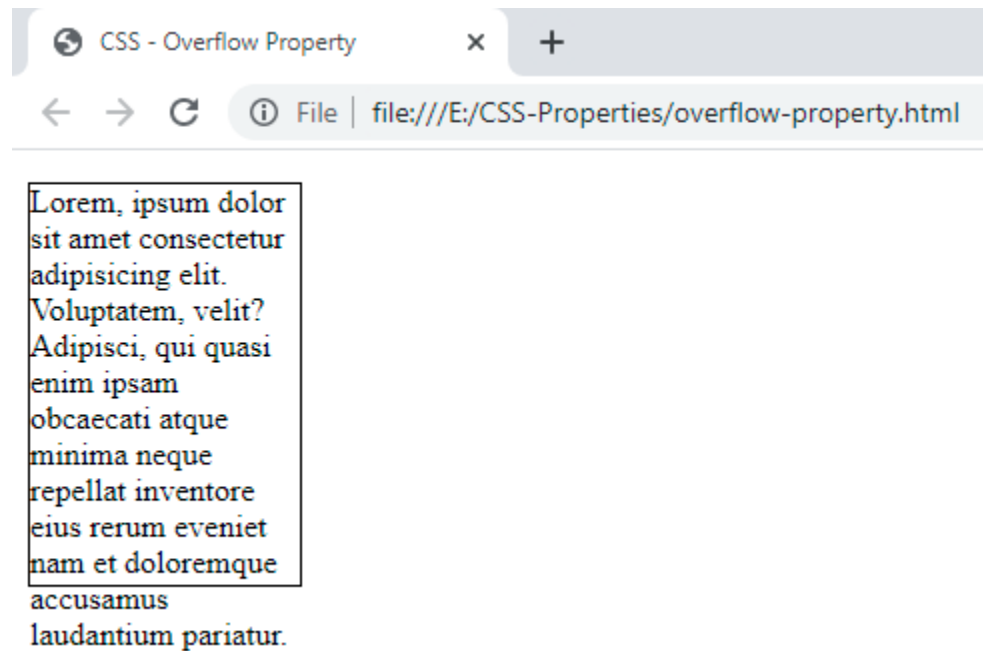 CSS - Overflow Property
File | file:///E:/CSS-Properties/overflow-property.html
Lorem, ipsum dolor
sit amet consectetur
adipisicing elit.
Voluptatem, velit?
Adipisci, qui quasi
enim ipsam
obcaecati atque
minima neque
repellat inventore
eius rerum eveniet
nam et doloremque
accusamus
laudantium pariatur.